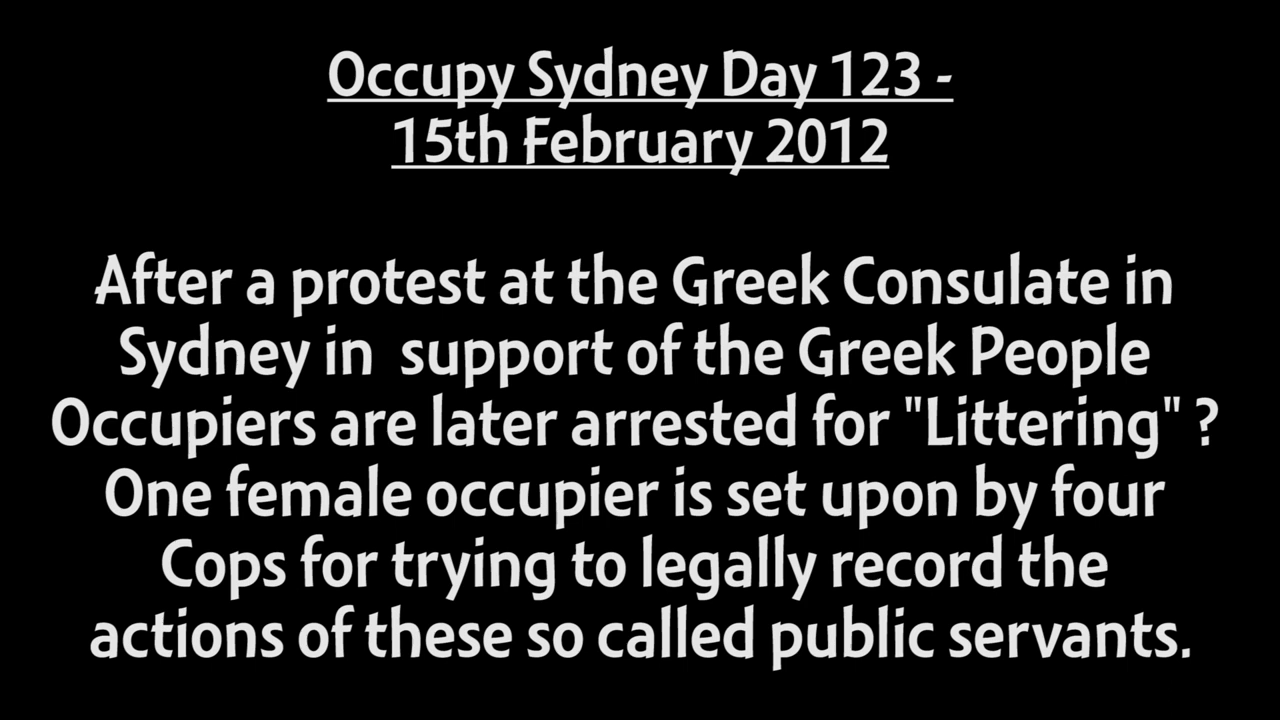 Occupy Sydney Day 123 -
15th February 2012
After a protest at the Greek Consulate in
Sydney in  support of the Greek People
Occupiers are later arrested for "Littering" ?
One female occupier is set upon by four
Cops for trying to legally record the
actions of these so called public servants.